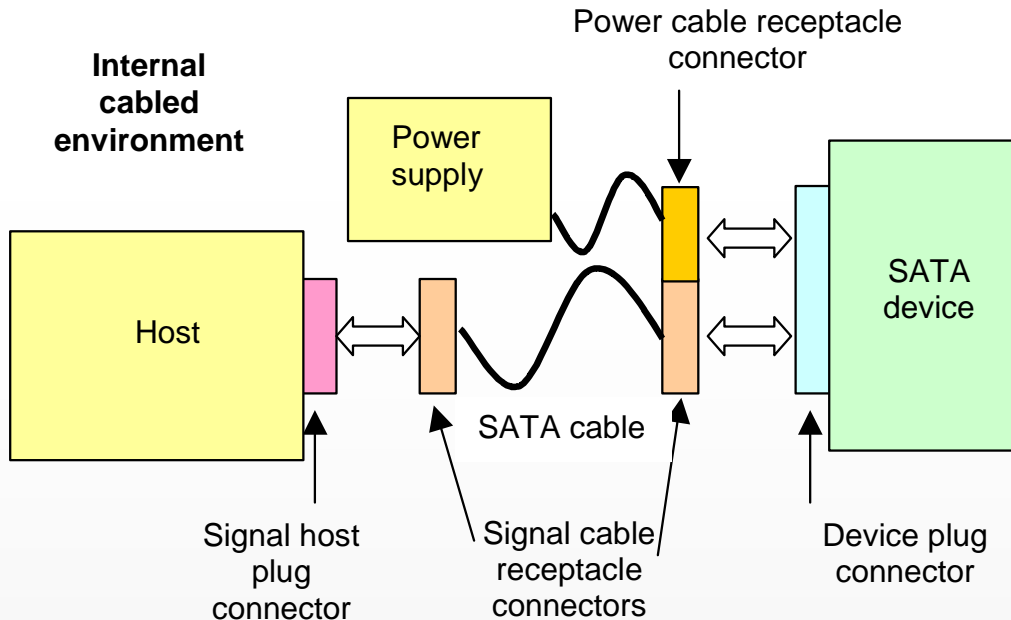 Power cable receptacle
connector
Internal
cabled
environment
Power
supply
SATA
device
Host
SATA cable
Signal host
plug
connector
Signal cable
receptacle
connectors
Device plug
connector